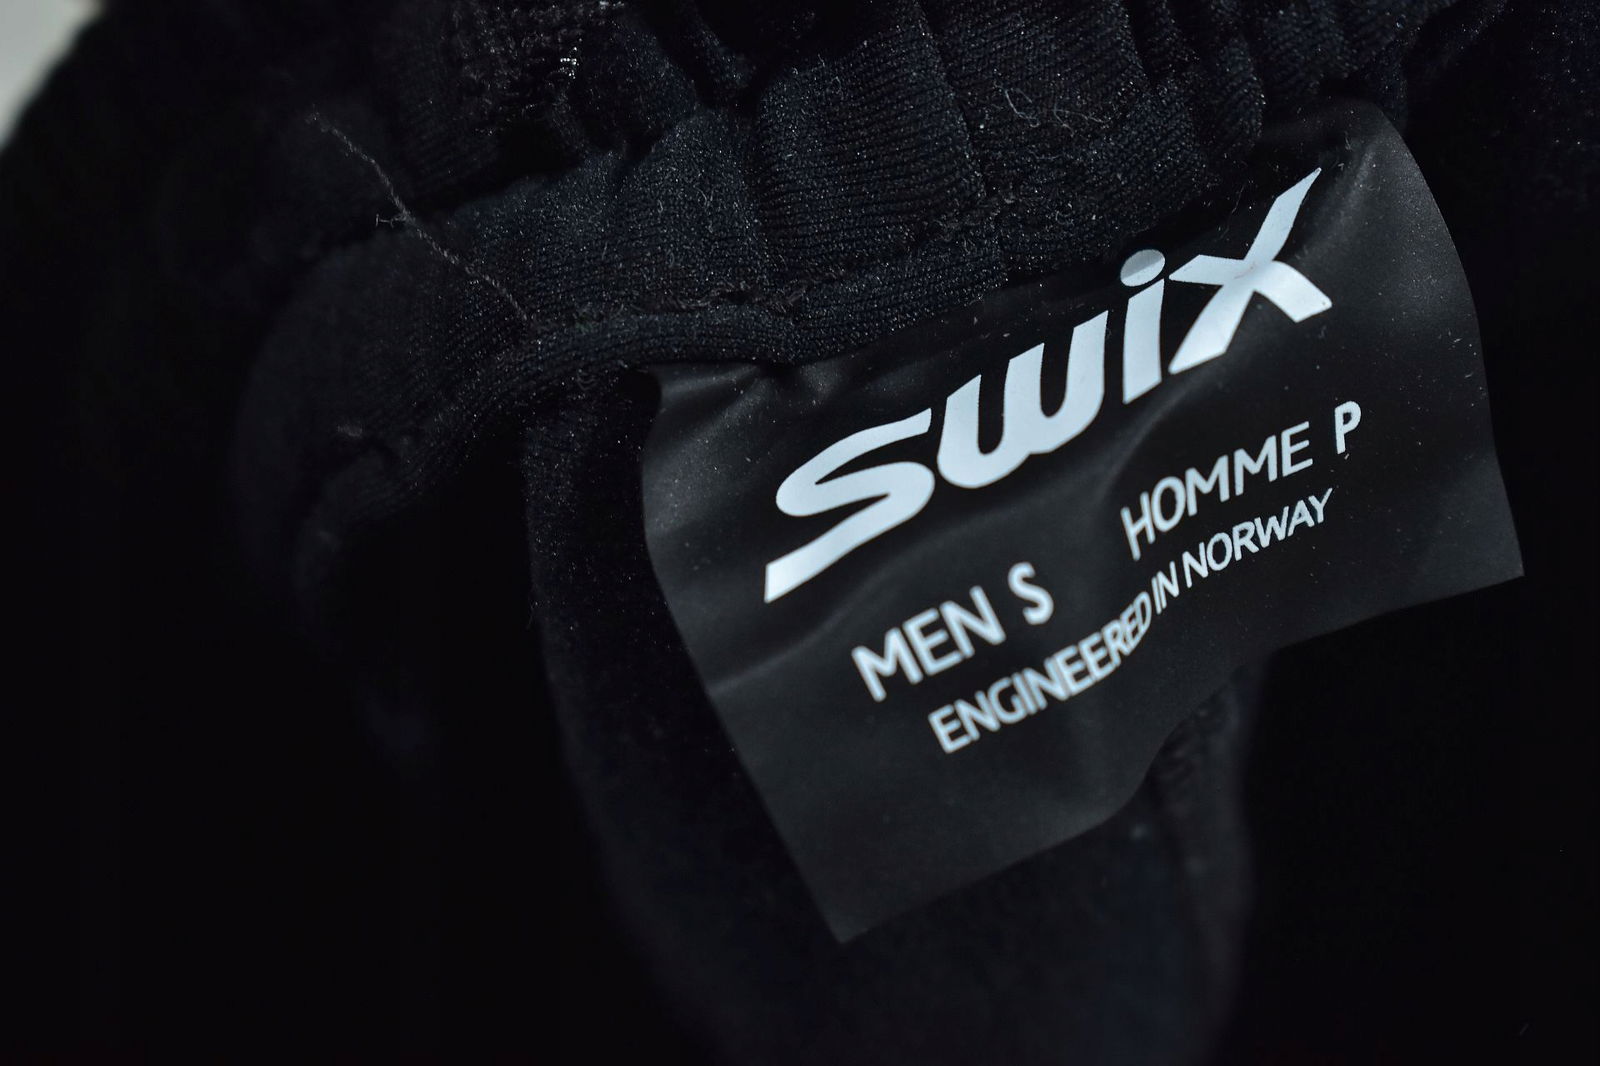 swix
MEN S HOMME P
ENGINEERED IN NORWAY